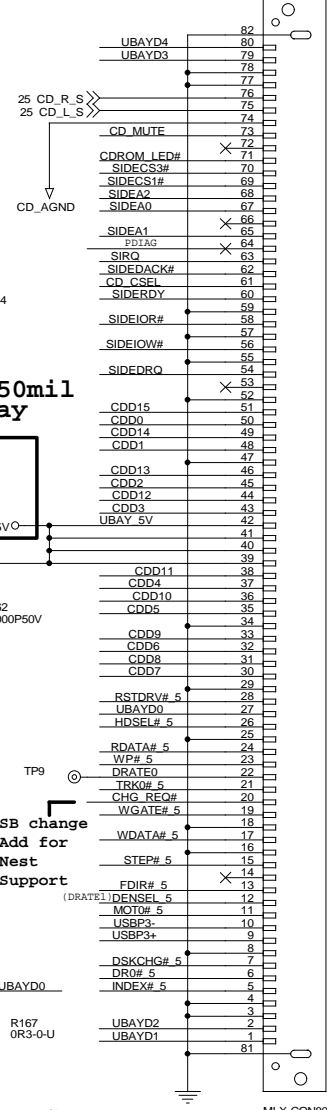 82
UBAYD4 80
UBAYD3 79
78
77
25 CD_R_S 76
25 CD_L_S 75
74
CD_MUTE 73
72
CDROM_LED# 71
SIDECS3# 70
SIDECS1# 69
SIDEA2 68
SIDEA0 67
CD_AGND
66
SIDEA1 65
PDIAG 64
SIRQ 63
SIDEDACK# 62
CD_CSEL 61
SIDERDY 60
4
59
SIDEIOR# 58
57
SIDEIOW# 56
55
SIDEDRQ 54
53
50mil
52
ay
CDD15 51
CDD0 50
CDD14 49
CDD1 48
47
CDD13 46
CDD2 45
CDD12 44
CDD3 43
UBAY_5V 42
41
40
39
CDD11 38
CDD4 37
CDD10 36
CDD5 35
34
000P50V
CDD9 33
CDD6 32
CDD8 31
CDD7 30
29
RSTDRV#_5 28
UBAYD0 27
HDSEL#_5 26
25
RDATA#_5 24
WP#_5 23
TP9 DRATE0 22
TRK0#_5 21
CHG_REQ# 20
WGATE#_5 19
SB change
Add for
Nest
Support
18
WDATA#_5 17
16
STEP#_5 15
14
FDIR#_5 13
(DRATE1) DENSEL_5 12
MOT0#_5 11
USBP3- 10
USBP3+ 9
8
DSKCHG#_5 7
DR0#_5 6
UBAYD0 INDEX#_5 5
4
3
R167
0R3-0-U
UBAYD2 2
UBAYD1 1
81